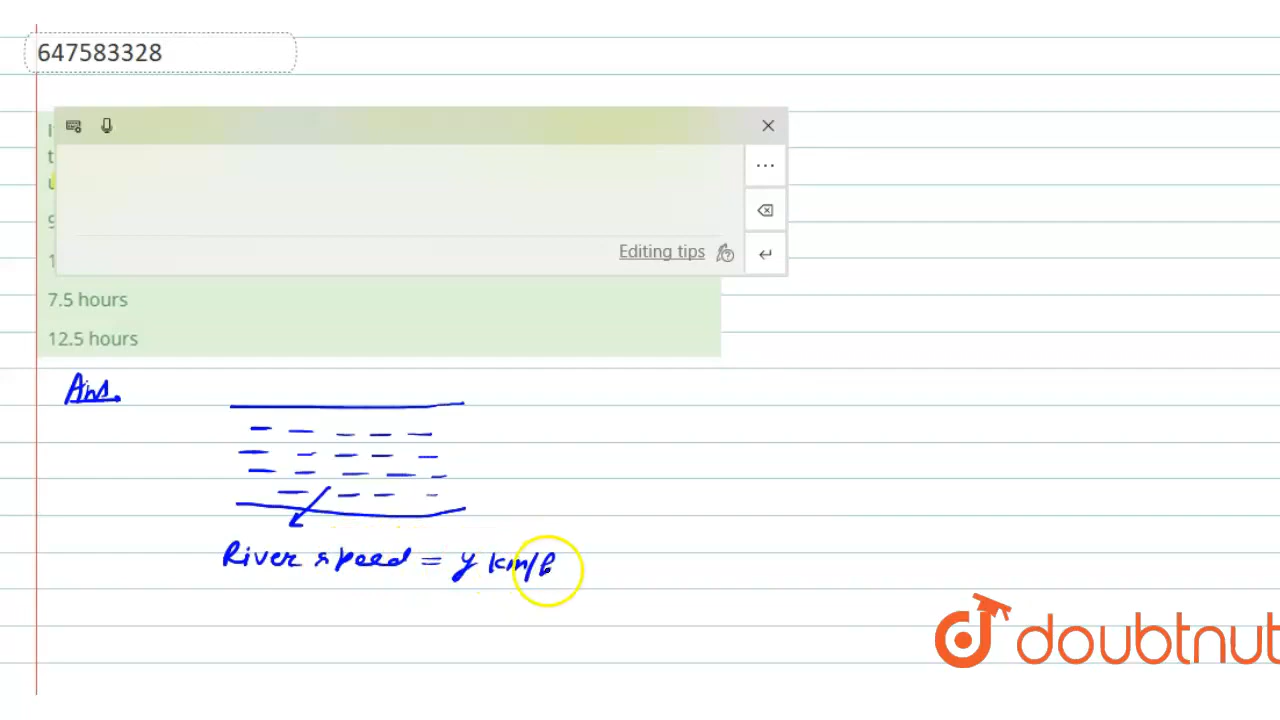 647583328
Editing tips
7.5 hours
12.5 hours
Ans.
River speed = y km/h
doubtnut